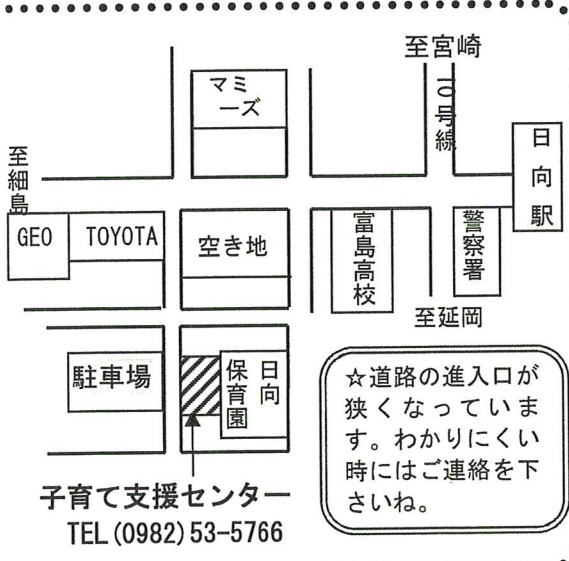 至宮崎
マミ
ーズ
10号線
日向駅
至細島
GEO
TOYOTA
空き地
富島高校
警察署
至延岡
駐車場
日向
保育園
☆道路の進入口が
狭くなっていま
す。わかりにくい
時にはご連絡を下
さいね。
子育て支援センター
TEL(0982)53-5766